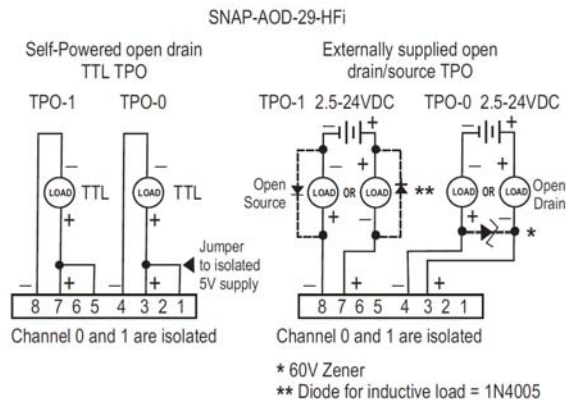 SNAP-AOD-29-HFi
Self-Powered open drain
TTL TPO
TPO-1 TPO-0
LOAD TTL LOAD TTL
Jumper
to isolated
5V supply
8 7 6 5 4 3 2 1
Channel 0 and 1 are isolated
Externally supplied open
drain/source TPO
TPO-1 2.5-24VDC TPO-0 2.5-24VDC
Open
Source
LOAD OR LOAD ** LOAD OR LOAD
Open
Drain
*
8 7 6 5 4 3 2 1
Channel 0 and 1 are isolated
* 60V Zener
** Diode for inductive load = 1N4005